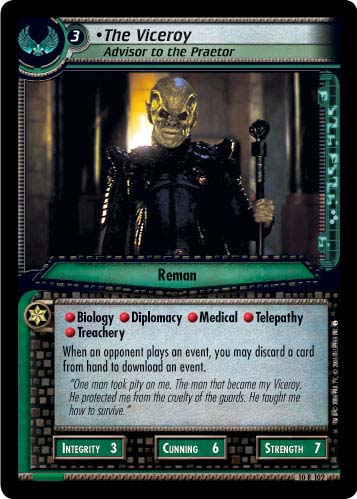 3
•The Viceroy
Advisor to the Praetor
Reman
Biology Diplomacy Medical Telepathy
Treachery
When an opponent plays an event, you may discard a card
from hand to download an event.
"One man took pity on me. The man that became my Viceroy.
He protected me from the cruelty of the guards. He taught me
how to survive."
INTEGRITY 3 CUNNING 6 STRENGTH 7
10 R 102